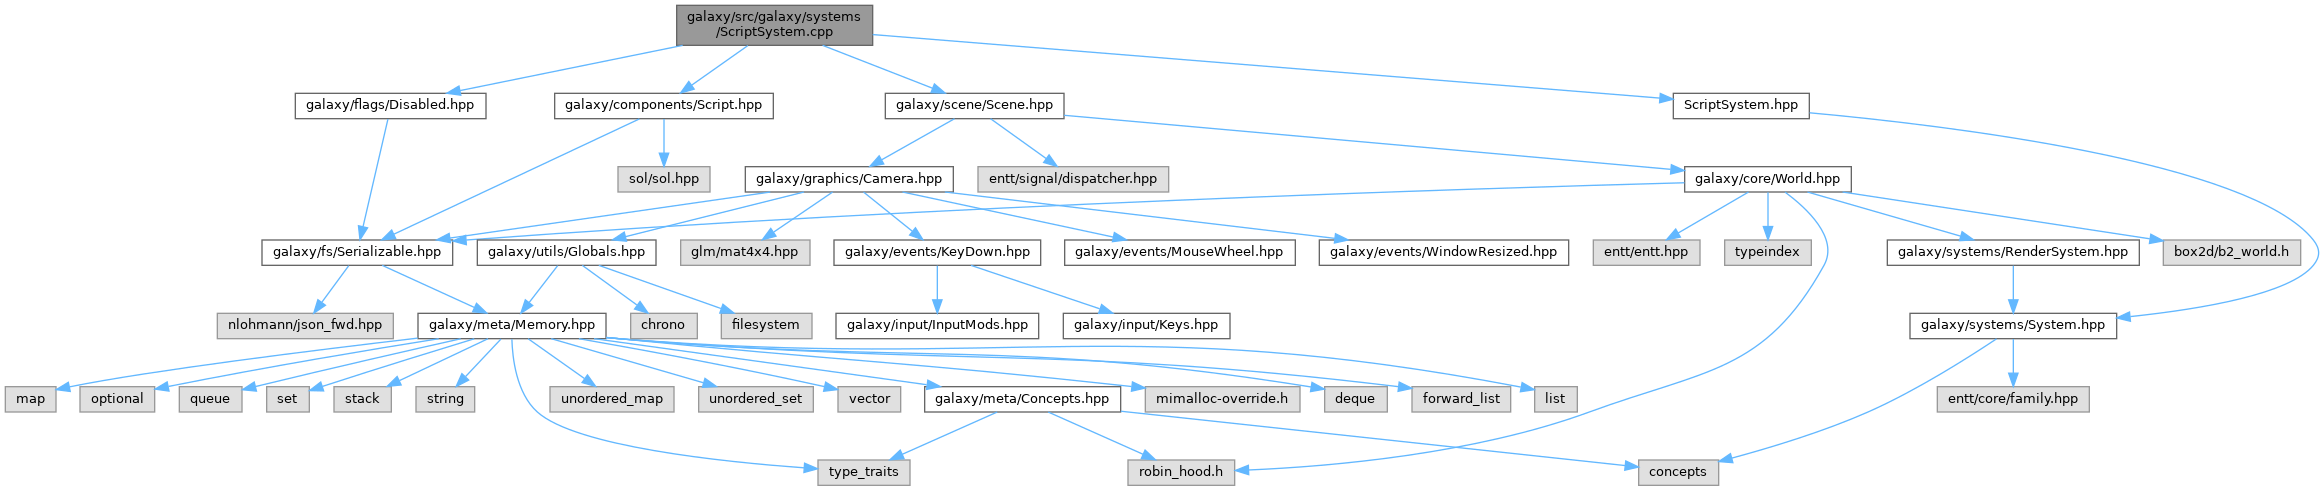 galaxy/src/galaxy/systems
/ScriptSystem.cpp
galaxy/flags/Disabled.hpp
galaxy/components/Script.hpp
galaxy/scene/Scene.hpp
ScriptSystem.hpp
sol/sol.hpp
galaxy/graphics/Camera.hpp
entt/signal/dispatcher.hpp
galaxy/core/World.hpp
galaxy/fs/Serializable.hpp
galaxy/utils/Globals.hpp
glm/mat4x4.hpp
galaxy/events/KeyDown.hpp
galaxy/events/MouseWheel.hpp
galaxy/events/WindowResized.hpp
entt/entt.hpp
typeindex
galaxy/systems/RenderSystem.hpp
box2d/b2_world.h
nlohmann/json_fwd.hpp
galaxy/meta/Memory.hpp
chrono
filesystem
galaxy/input/InputMods.hpp
galaxy/input/Keys.hpp
galaxy/systems/System.hpp
map
optional
queue
set
stack
string
unordered_map
unordered_set
vector
galaxy/meta/Concepts.hpp
mimalloc-override.h
deque
forward_list
list
entt/core/family.hpp
type_traits
robin_hood.h
concepts